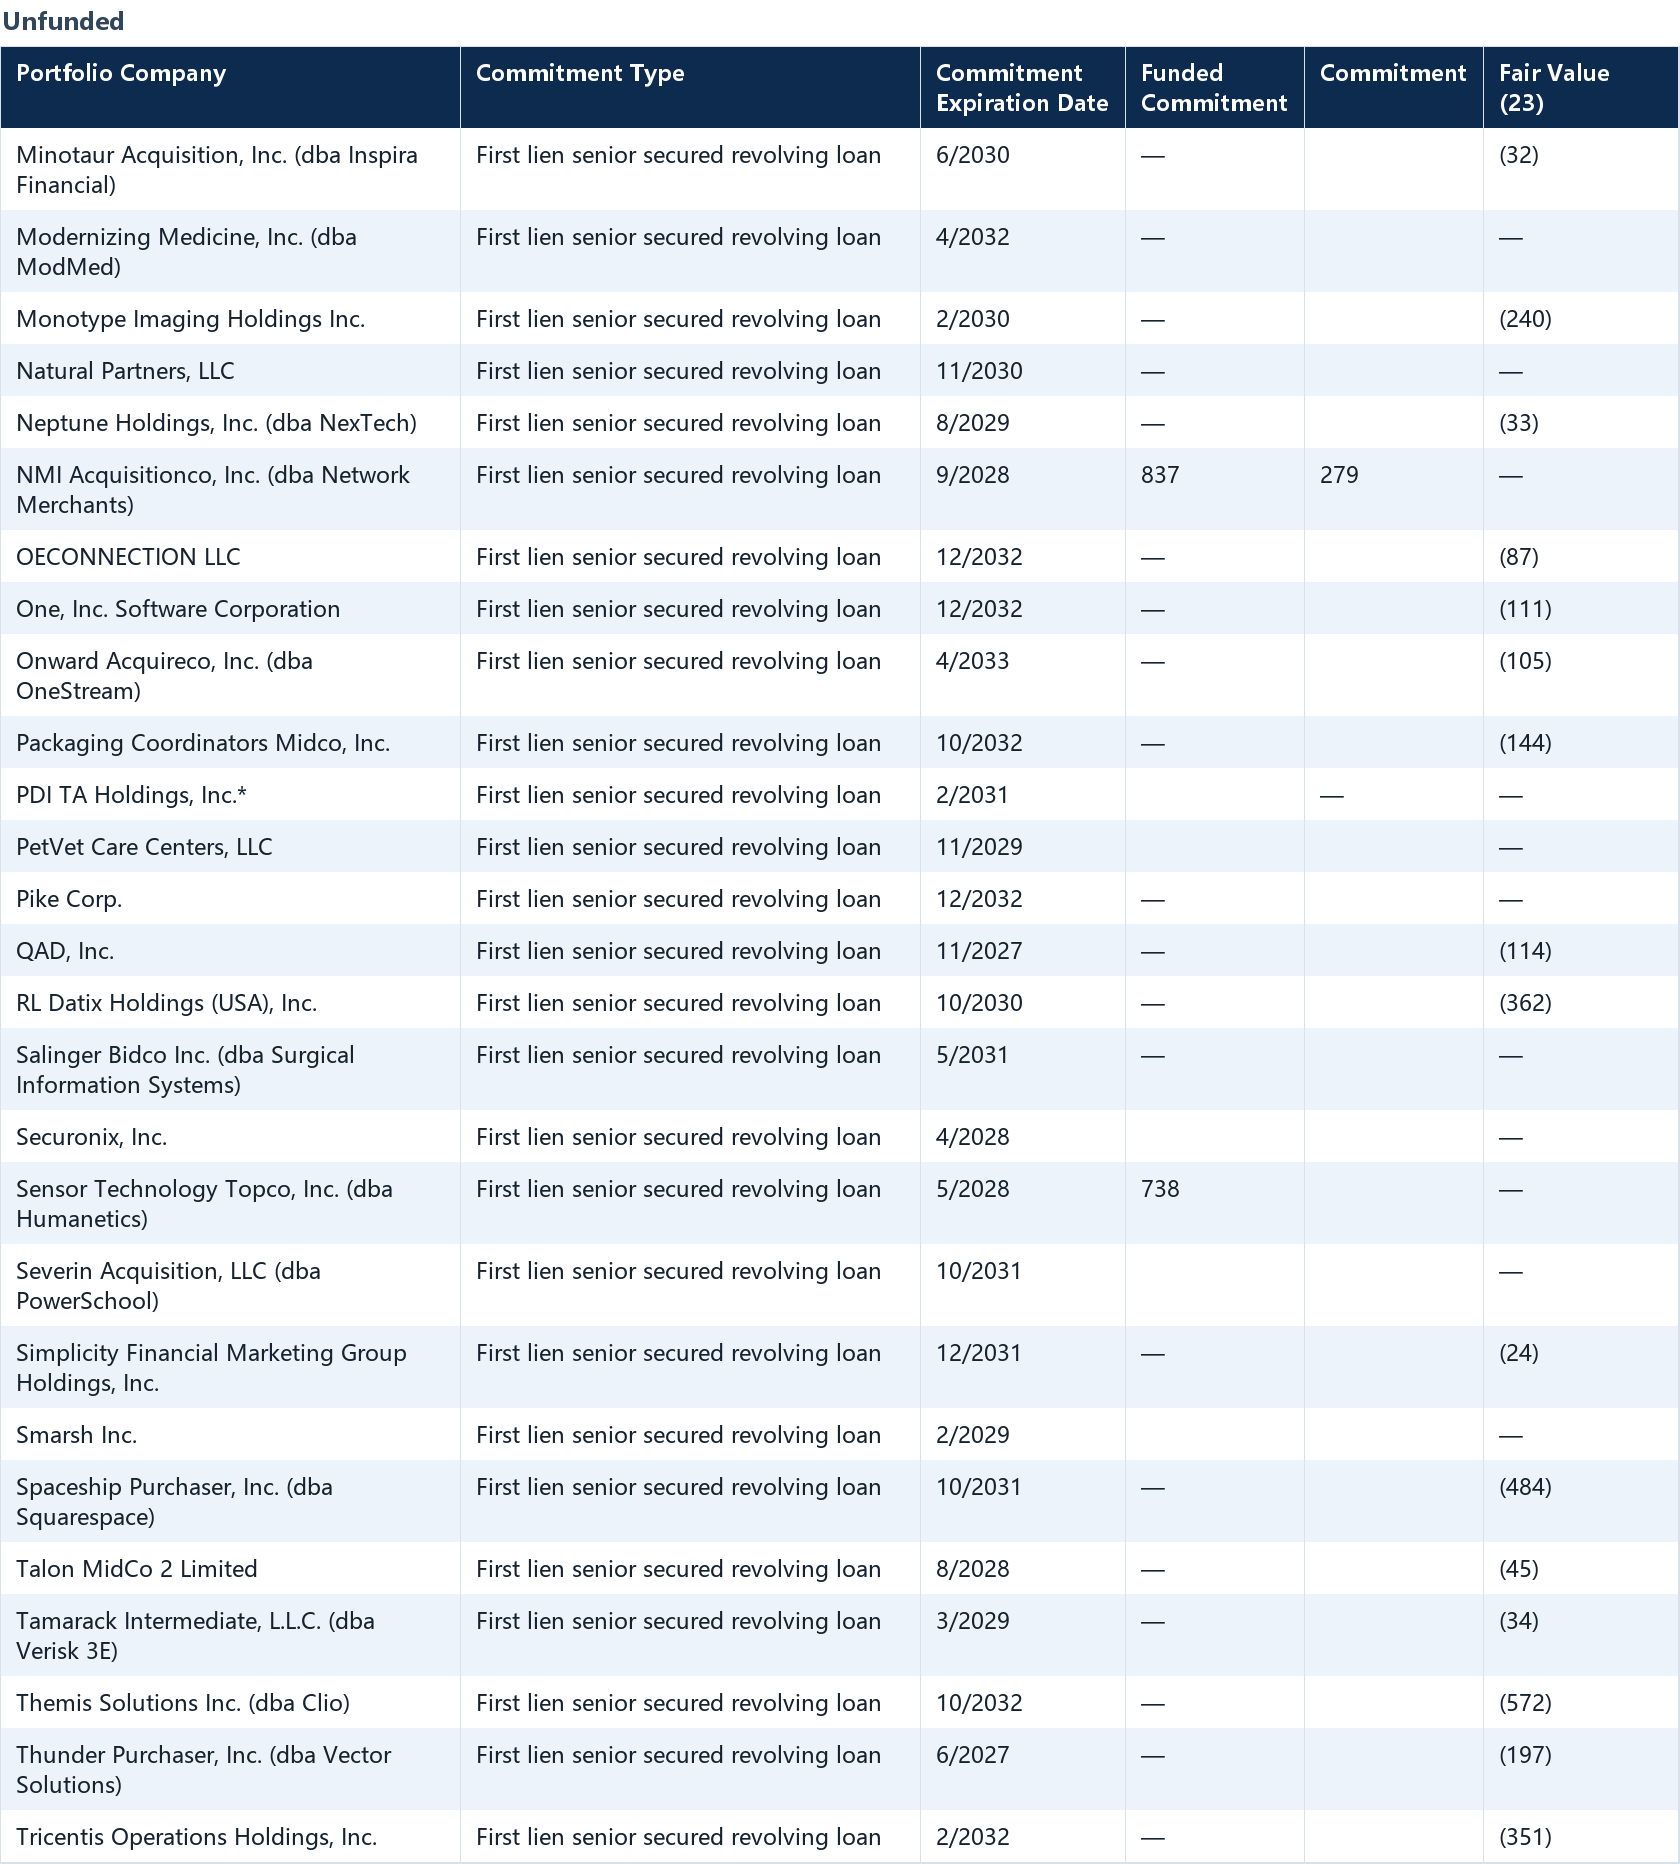 Unfunded
Portfolio Company Commitment Type Commitment Expiration Date Funded Commitment Commitment Fair Value (23)
Minotaur Acquisition, Inc. (dba Inspira Financial) First lien senior secured revolving loan 6/2030 — (32)
Modernizing Medicine, Inc. (dba ModMed) First lien senior secured revolving loan 4/2032 — —
Monotype Imaging Holdings Inc. First lien senior secured revolving loan 2/2030 — (240)
Natural Partners, LLC First lien senior secured revolving loan 11/2030 — —
Neptune Holdings, Inc. (dba NexTech) First lien senior secured revolving loan 8/2029 — (33)
NMI Acquisitionco, Inc. (dba Network Merchants) First lien senior secured revolving loan 9/2028 837 279 —
OECONNECTION LLC First lien senior secured revolving loan 12/2032 — (87)
One, Inc. Software Corporation First lien senior secured revolving loan 12/2032 — (111)
Onward Acquireco, Inc. (dba OneStream) First lien senior secured revolving loan 4/2033 — (105)
Packaging Coordinators Midco, Inc. First lien senior secured revolving loan 10/2032 — (144)
PDI TA Holdings, Inc.* First lien senior secured revolving loan 2/2031 — —
PetVet Care Centers, LLC First lien senior secured revolving loan 11/2029 —
Pike Corp. First lien senior secured revolving loan 12/2032 — —
QAD, Inc. First lien senior secured revolving loan 11/2027 — (114)
RL Datix Holdings (USA), Inc. First lien senior secured revolving loan 10/2030 — (362)
Salinger Bidco Inc. (dba Surgical Information Systems) First lien senior secured revolving loan 5/2031 — —
Securonix, Inc. First lien senior secured revolving loan 4/2028 —
Sensor Technology Topco, Inc. (dba Humanetics) First lien senior secured revolving loan 5/2028 738 —
Severin Acquisition, LLC (dba PowerSchool) First lien senior secured revolving loan 10/2031 —
Simplicity Financial Marketing Group Holdings, Inc. First lien senior secured revolving loan 12/2031 — (24)
Smarsh Inc. First lien senior secured revolving loan 2/2029 —
Spaceship Purchaser, Inc. (dba Squarespace) First lien senior secured revolving loan 10/2031 — (484)
Talon MidCo 2 Limited First lien senior secured revolving loan 8/2028 — (45)
Tamarack Intermediate, L.L.C. (dba Verisk 3E) First lien senior secured revolving loan 3/2029 — (34)
Themis Solutions Inc. (dba Clio) First lien senior secured revolving loan 10/2032 — (572)
Thunder Purchaser, Inc. (dba Vector Solutions) First lien senior secured revolving loan 6/2027 — (197)
Tricentis Operations Holdings, Inc. First lien senior secured revolving loan 2/2032 — (351)